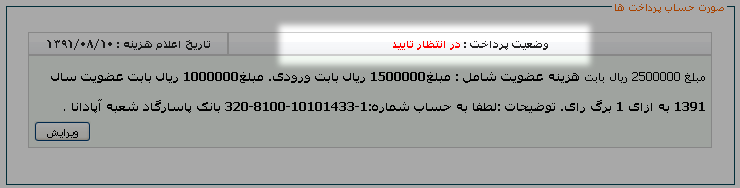 صورت حساب پرداخت ها
وضعیت پرداخت : در انتظار تایید
تاریخ اعلام هزینه : ۱۳۹۱/۰۸/۱۰
مبلغ 2500000 ریال بابت هزینه عضویت شامل : مبلغ1500000 ریال بابت ورودی. مبلغ1000000 ریال بابت عضویت سال
1391 به ازای 1 برگ رای. توضیحات :لطفا به حساب شماره:1-10101433-8100-320 بانک پاسارگاد شعبه آپادانا .
ویرایش